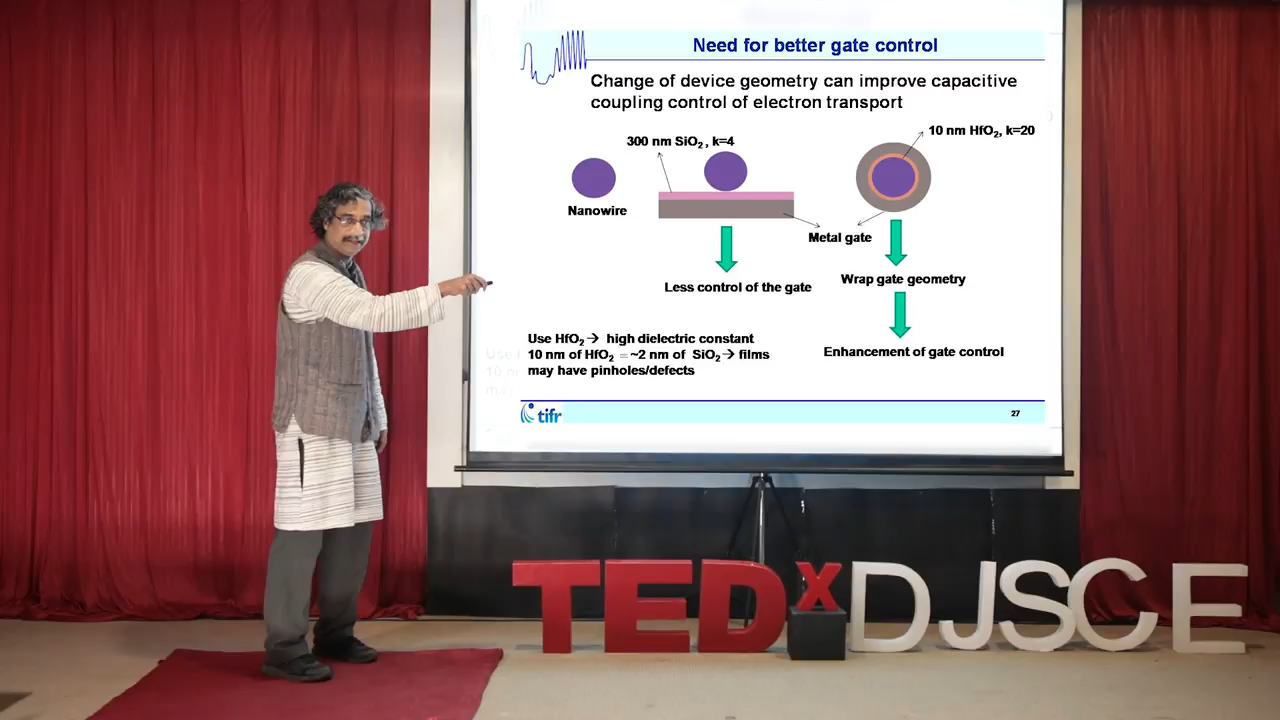 Need for better gate control
Change of device geometry can improve capacitive
coupling control of electron transport
10 nm HfO₂, k=20
300 nm SiO₂, k=4
Nanowire
Metal gate
Less control of the gate
Wrap gate geometry
Use HfO₂→ high dielectric constant
10 nm of HfO₂ = ~2 nm of SiO₂→ films
may have pinholes/defects
Enhancement of gate control
tifr
27
TEDxDJSCE